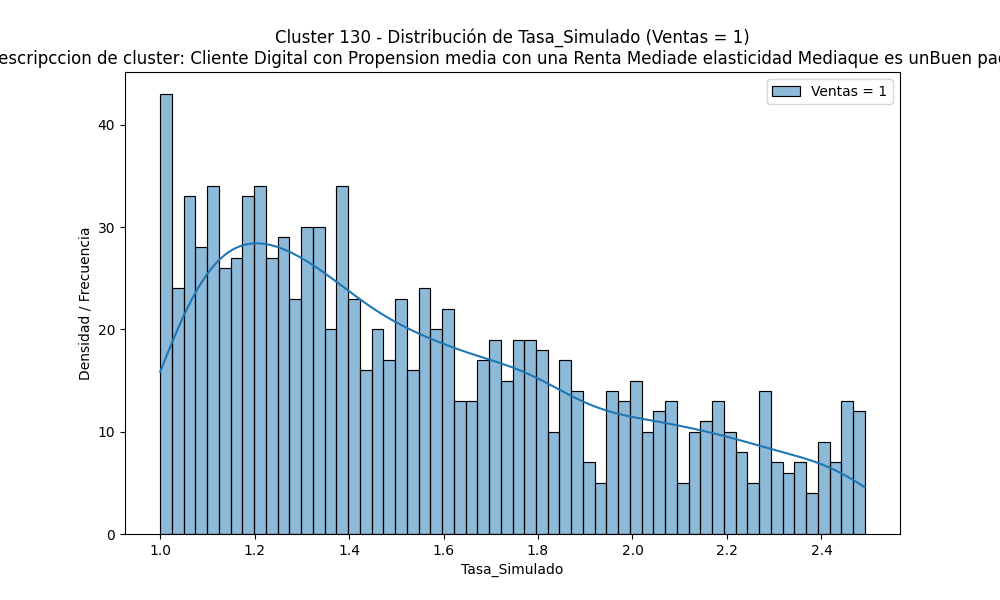 Cluster 130 - Distribución de Tasa_Simulado (Ventas = 1)
escripccion de cluster: Cliente Digital con Propension media con una Renta Mediade elasticidad Mediaque es unBuen pag
Ventas = 1
Densidad / Frecuencia
40
30
20
10
0
1.0 1.2 1.4 1.6 1.8 2.0 2.2 2.4
Tasa_Simulado